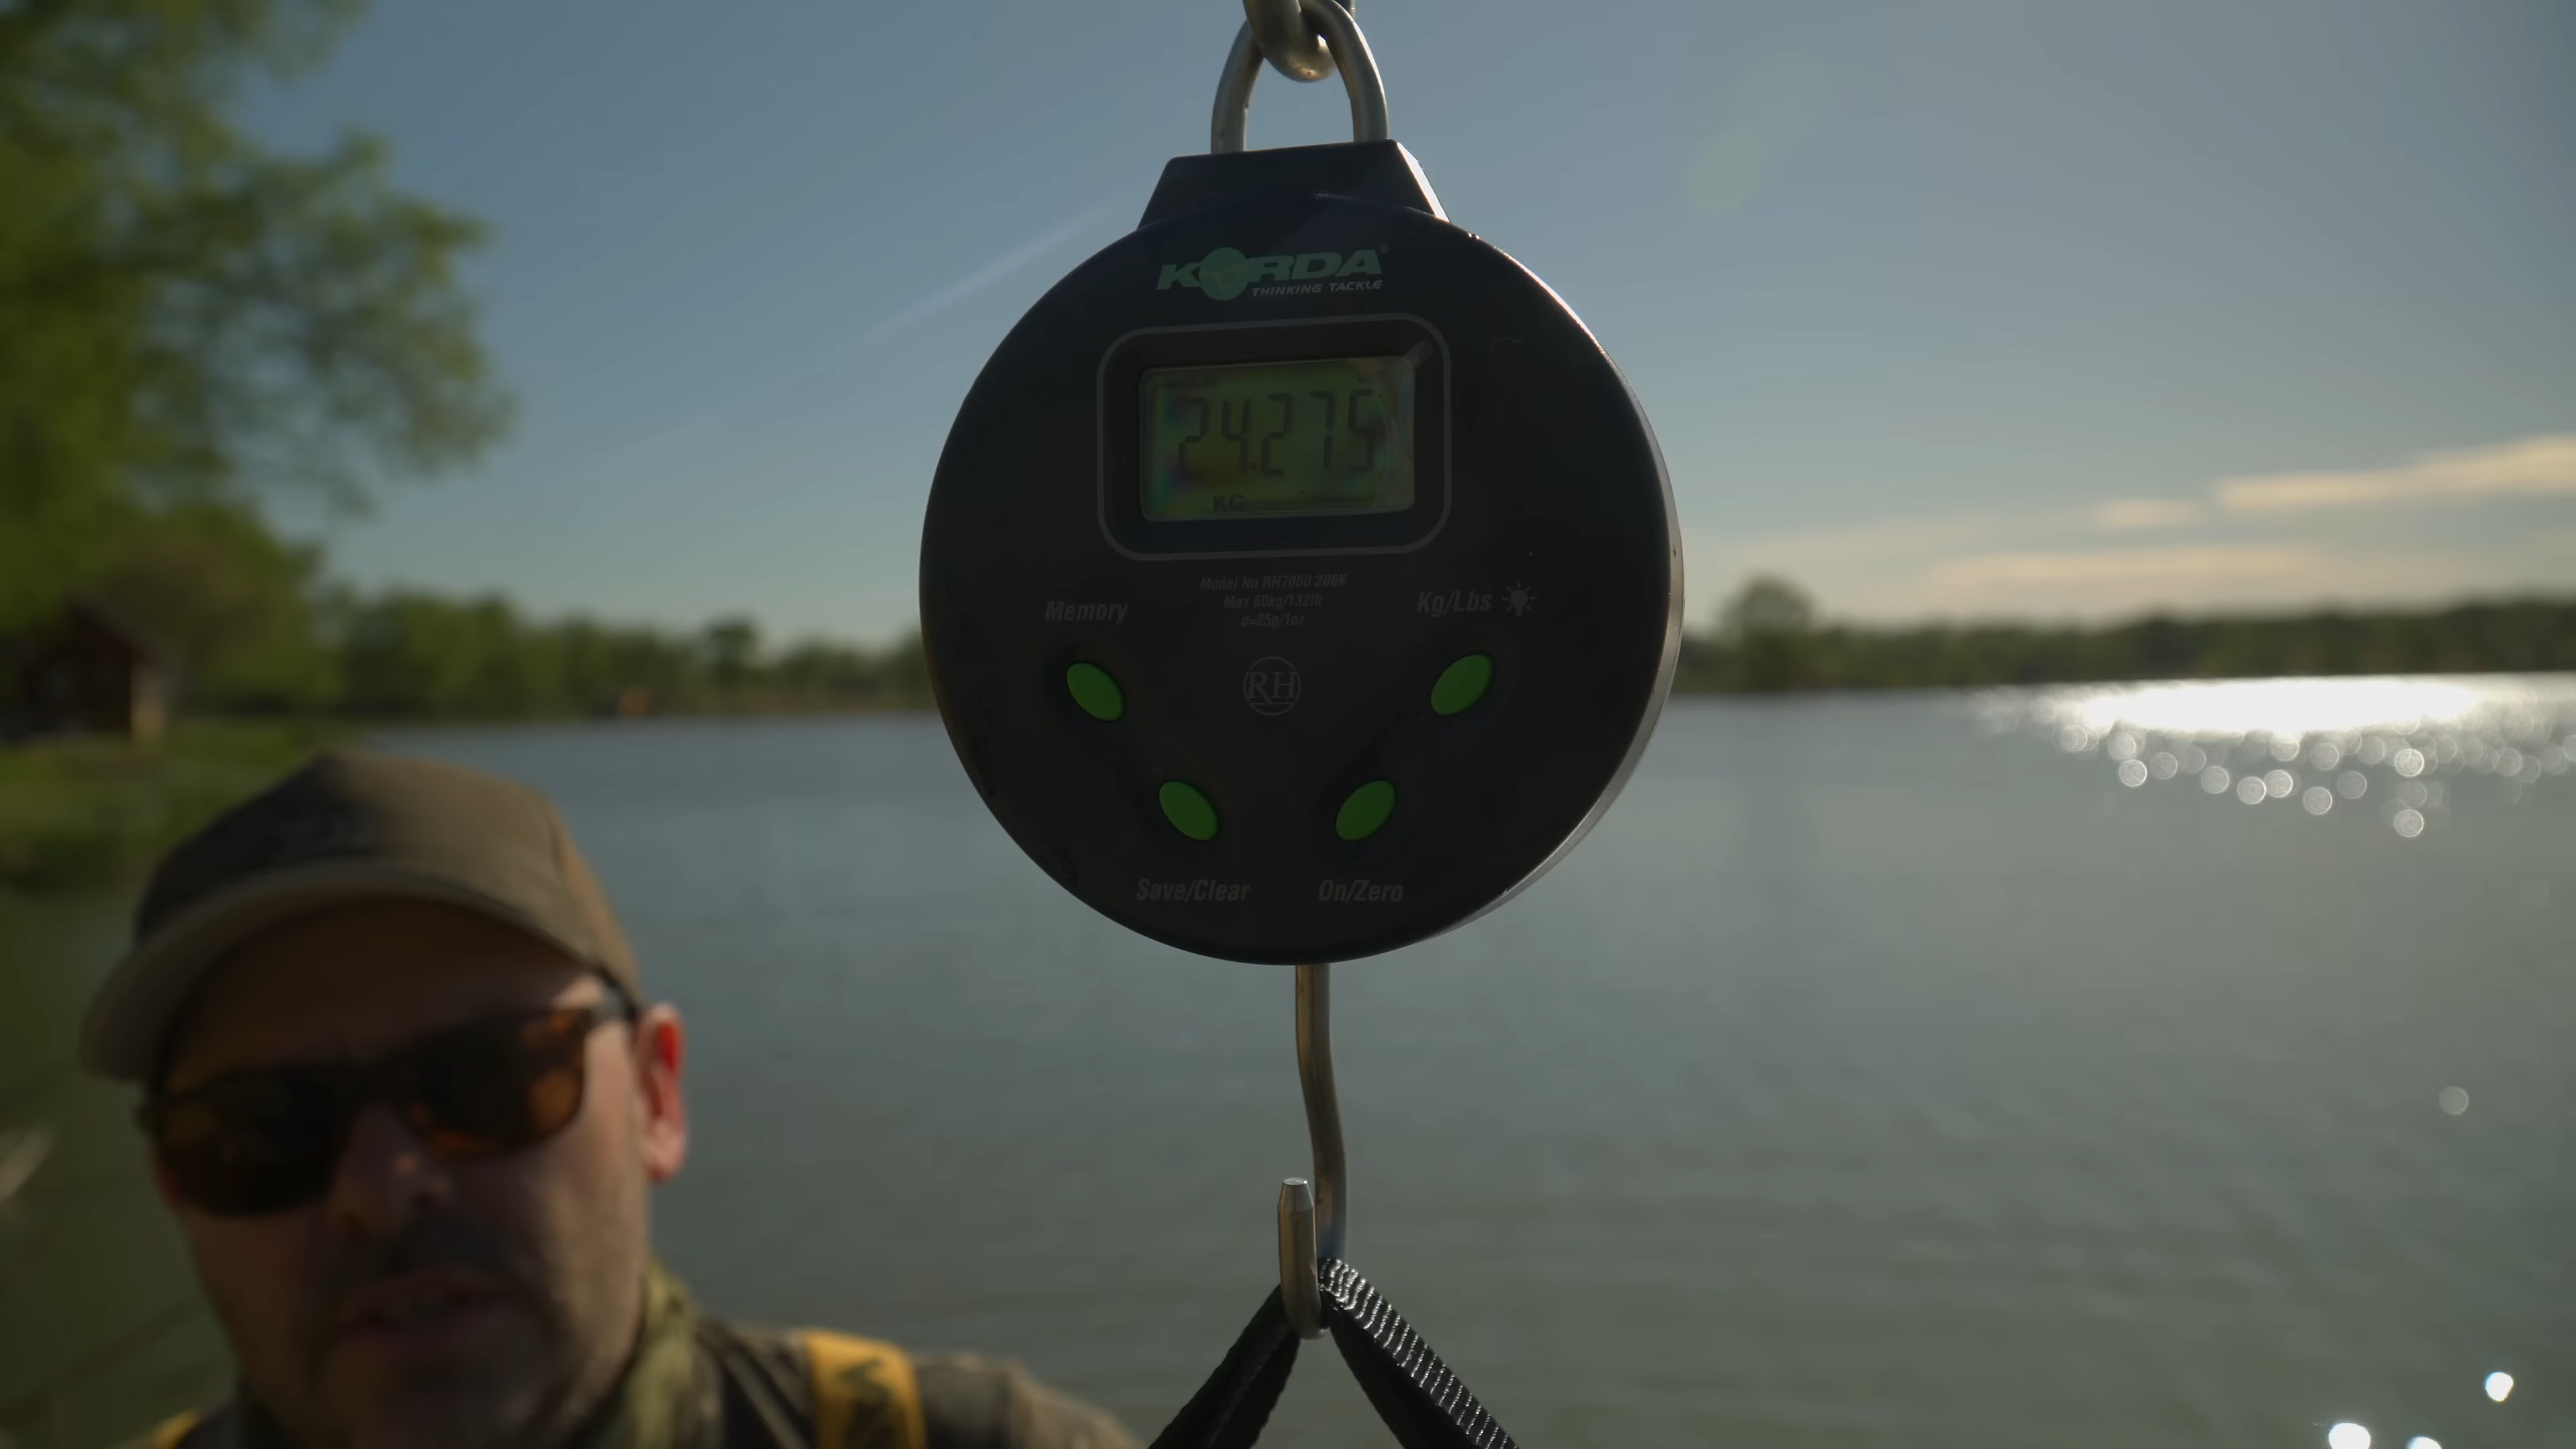 KORDA®
THINKING TACKLE
24.275
KG
Model No RH7060 206K
Max 60kg/132lb
d=25g/1oz
Memory
Kg/Lbs
RH
Save/Clear
On/Zero